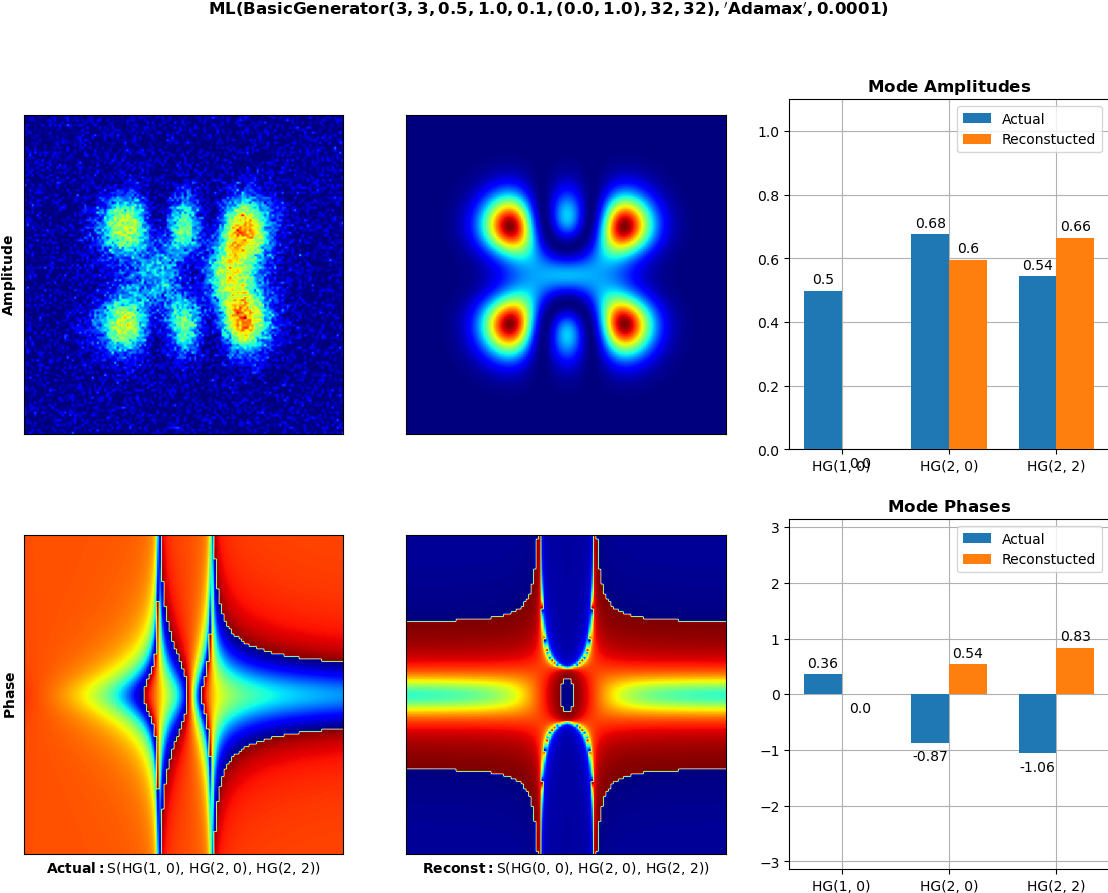 ML(BasicGenerator(3, 3, 0.5, 1.0, 0.1, (0.0, 1.0), 32, 32), ′Adamax′, 0.0001)
Amplitude
Mode Amplitudes
Actual
Reconstucted
1.0
0.8
0.6
0.4
0.2
0.0
0.5
0.0
0.68
0.6
0.54
0.66
HG(1, 0)
HG(2, 0)
HG(2, 2)
Phase
Actual: S(HG(1, 0), HG(2, 0), HG(2, 2))
Reconst: S(HG(0, 0), HG(2, 0), HG(2, 2))
Mode Phases
Actual
Reconstucted
3
2
1
0
−1
−2
−3
0.36
0.0
-0.87
0.54
-1.06
0.83
HG(1, 0)
HG(2, 0)
HG(2, 2)